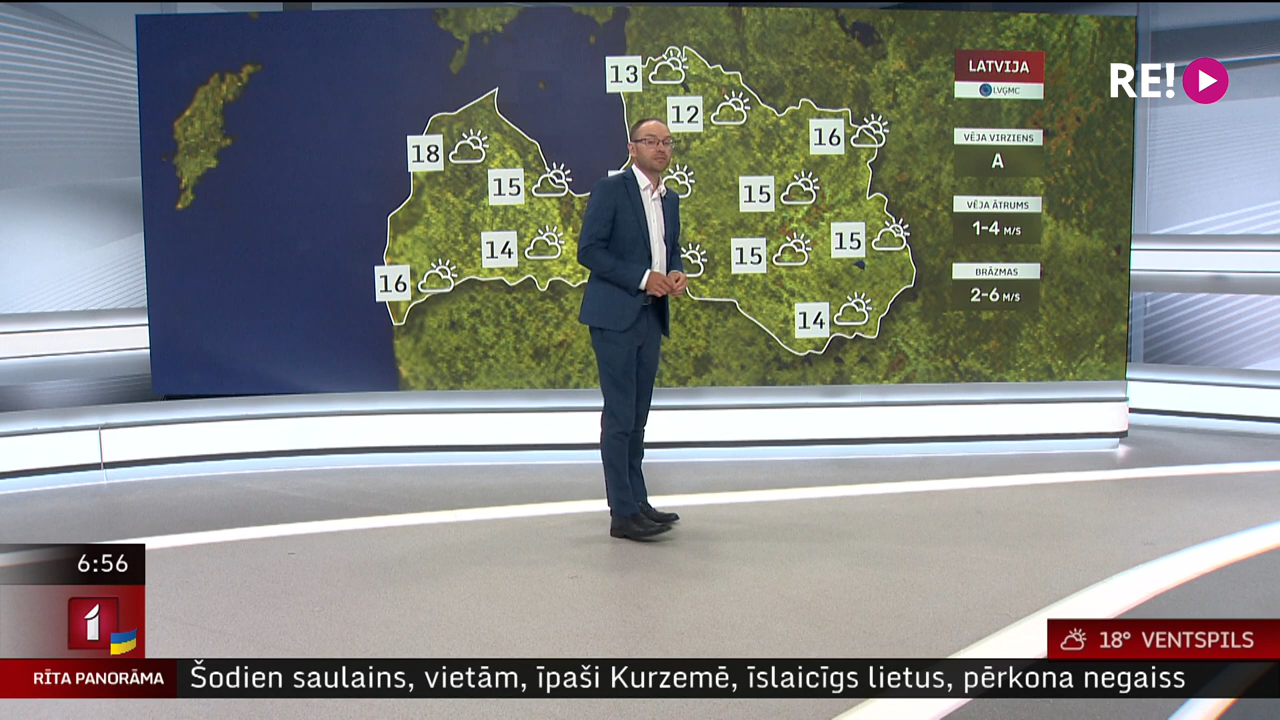 RE!
LATVIJA
LVĢMC
VĒJA VIRZIENS
A
VĒJA ĀTRUMS
1-4 M/S
BRĀZMAS
2-6 M/S
13
12
16
18
15
15
14
15
15
16
14
6:56
1
18° VENTSPILS
RĪTA PANORĀMA
Šodien saulains, vietām, īpaši Kurzemē, īslaicīgs lietus, pērkona negaiss